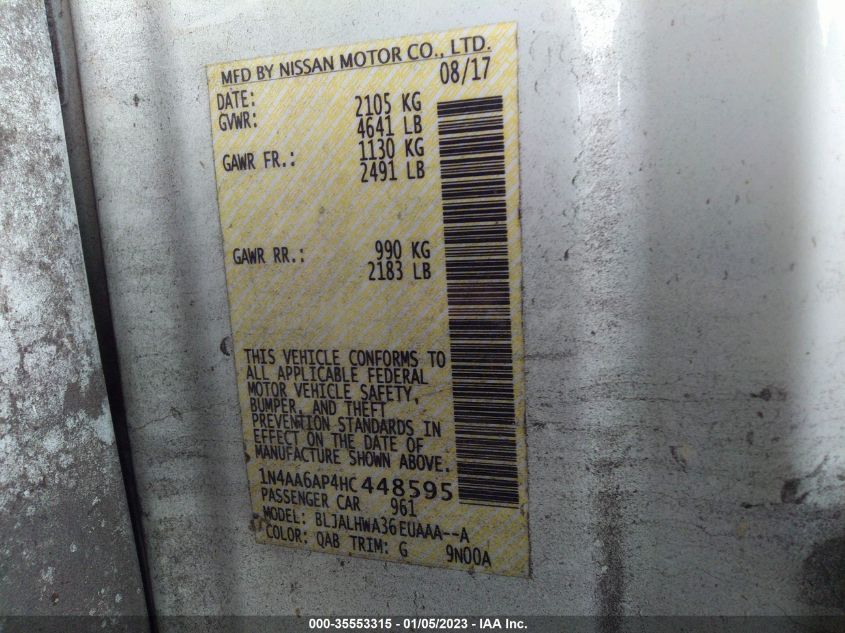 MFD BY NISSAN MOTOR CO., LTD.
DATE: 08/17
GVWR: 2105 KG
4641 LB
GAWR FR.: 1130 KG
2491 LB
GAWR RR.: 990 KG
2183 LB
THIS VEHICLE CONFORMS TO
ALL APPLICABLE FEDERAL
MOTOR VEHICLE SAFETY,
BUMPER, AND THEFT
PREVENTION STANDARDS IN
EFFECT ON THE DATE OF
MANUFACTURE SHOWN ABOVE.
1N4AA6AP4HC448595
PASSENGER CAR 961
MODEL: BLJALHWA36EUAAA--A
COLOR: QAB TRIM: G 9N00A
000-35553315 - 01/05/2023 - IAA Inc.